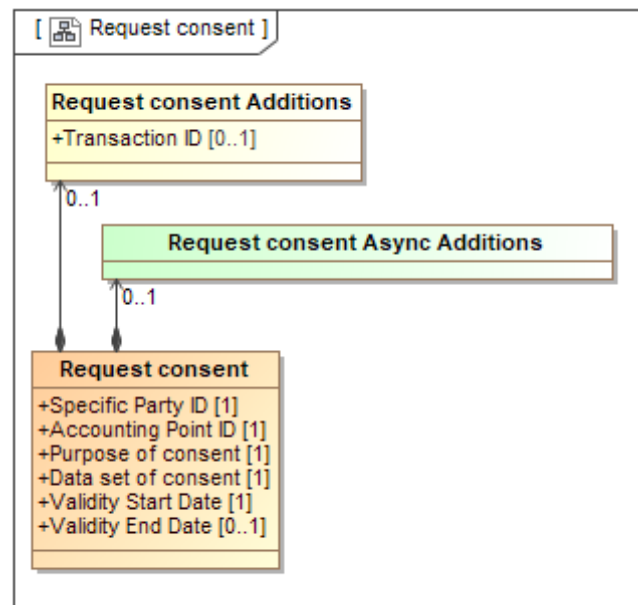 [ Request consent ]
Request consent Additions
+Transaction ID [0..1]
0..1
Request consent Async Additions
0..1
Request consent
+Specific Party ID [1]
+Accounting Point ID [1]
+Purpose of consent [1]
+Data set of consent [1]
+Validity Start Date [1]
+Validity End Date [0..1]